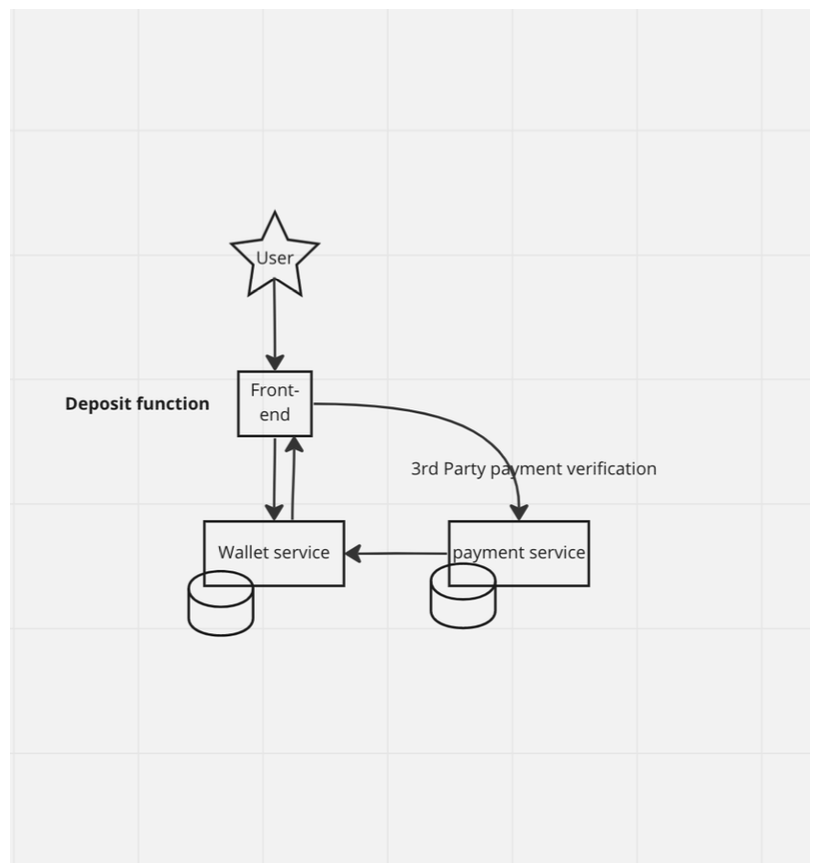 User
Front-
end
Deposit function
3rd Party payment verification
Wallet service
payment service